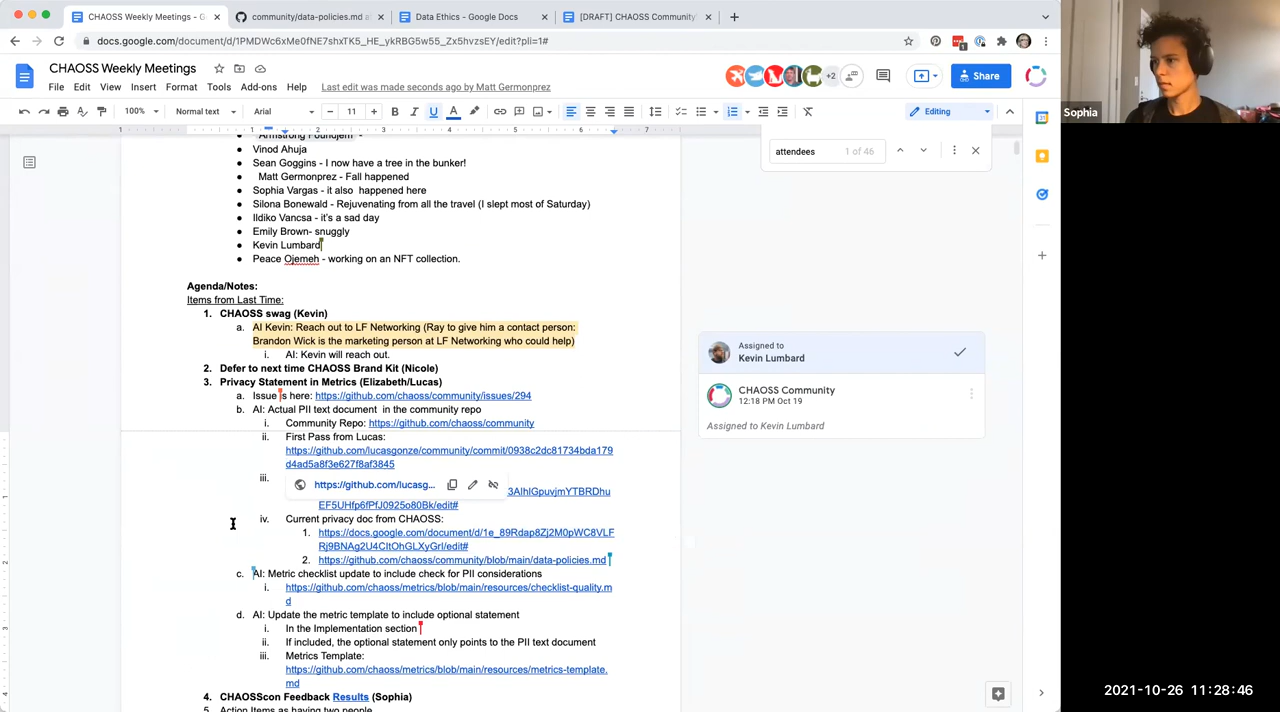 CHAOSS Weekly Meetings - G
community/data-policies.md a
Data Ethics - Google Docs
[DRAFT] CHAOSS Community
docs.google.com/document/d/1PMDWc6xMe0fNE7shxTK5_HE_ykRBG5w55_Zx5hvzsEY/edit?pli=1#
CHAOSS Weekly Meetings
File Edit View Insert Format Tools Add-ons Help Last edit was made seconds ago by Matt Germonprez
+2
Share
100% Normal text Arial 11
Editing
attendees 1 of 46
Vinod Ahuja
Sean Goggins - I now have a tree in the bunker!
Matt Germonprez - Fall happened
Sophia Vargas - it also happened here
Silona Bonewald - Rejuvenating from all the travel (I slept most of Saturday)
Ildiko Vancsa - it's a sad day
Emily Brown- snuggly
Kevin Lumbard
Peace Ojemeh - working on an NFT collection.
Agenda/Notes:
Items from Last Time:
1. CHAOSS swag (Kevin)
a. AI Kevin: Reach out to LF Networking (Ray to give him a contact person:
Brandon Wick is the marketing person at LF Networking who could help)
i. AI: Kevin will reach out.
2. Defer to next time CHAOSS Brand Kit (Nicole)
3. Privacy Statement in Metrics (Elizabeth/Lucas)
a. Issue is here: https://github.com/chaoss/community/issues/294
b. AI: Actual PII text document in the community repo
i. Community Repo: https://github.com/chaoss/community
ii. First Pass from Lucas:
https://github.com/lucasgonze/community/commit/0938c2dc81734bda179
d4ad5a8f3e627f8af3845
iii.
https://github.com/lucasg...
3AlhlGpuvjmYTBRDhu
EF5UHfp6fPfJ0925o80Bk/edit#
iv. Current privacy doc from CHAOSS:
1. https://docs.google.com/document/d/1e_89Rdap8Zj2M0pWC8VLF
Rj9BNAg2U4CItOhGLXyGrI/edit#
2. https://github.com/chaoss/community/blob/main/data-policies.md
c. AI: Metric checklist update to include check for PII considerations
i. https://github.com/chaoss/metrics/blob/main/resources/checklist-quality.m
d
d. AI: Update the metric template to include optional statement
i. In the Implementation section
ii. If included, the optional statement only points to the PII text document
iii. Metrics Template:
https://github.com/chaoss/metrics/blob/main/resources/metrics-template.
md
4. CHAOSScon Feedback Results (Sophia)
5. Action Items as having two people
Assigned to
Kevin Lumbard
CHAOSS Community
12:18 PM Oct 19
Assigned to Kevin Lumbard
Sophia
2021-10-26 11:28:46